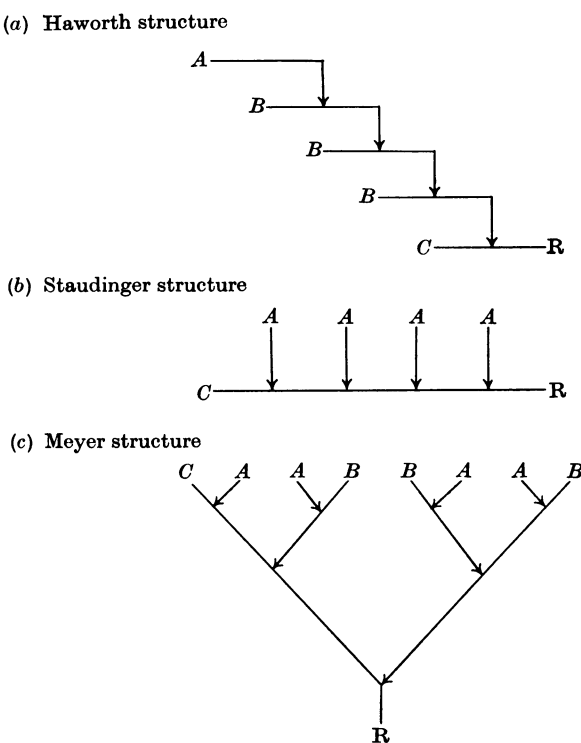 (a) Haworth structure
A
B
B
B
C R
(b) Staudinger structure
A A A A
C R
(c) Meyer structure
C A A B B A A B
R